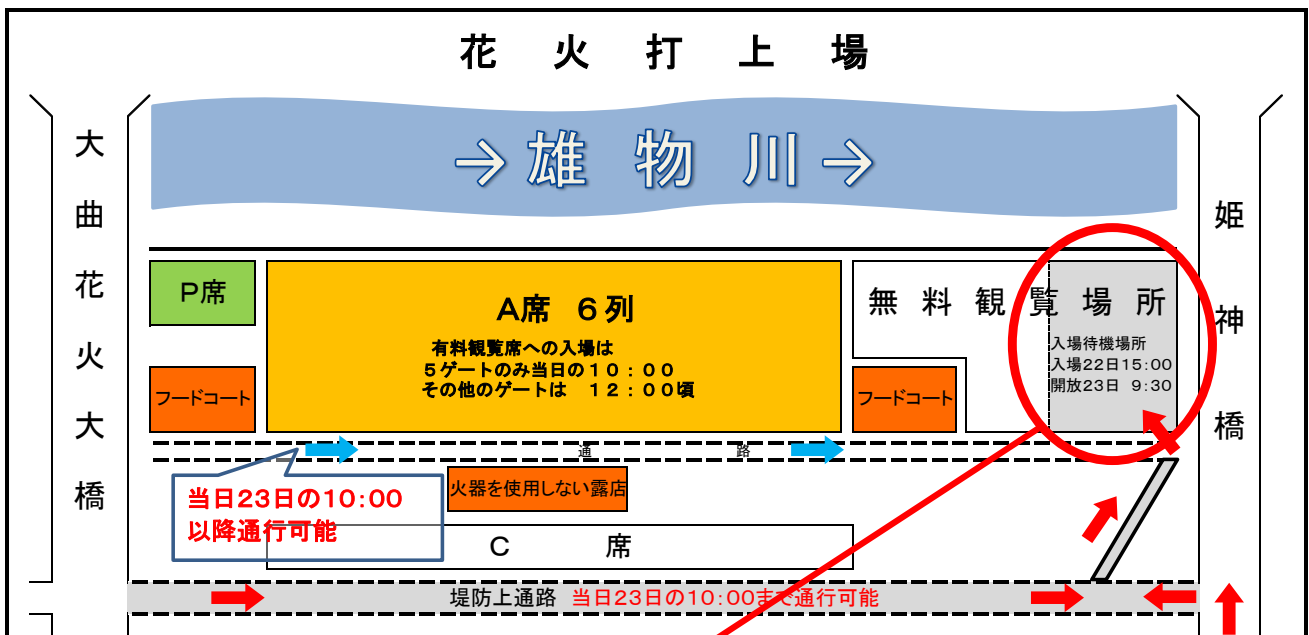 花火打上場
→雄物川→
大曲花火大橋
姫神橋
P席
A席 6列
有料観覧席への入場は
5ゲートのみ当日の10:00
その他のゲートは 12:00頃
無料観覧場所
入場待機場所
入場22日15:00
開放23日 9:30
フードコート
フードコート
通路
当日23日の10:00
以降通行可能
火器を使用しない露店
C席
堤防上通路 当日23日の10:00まで通行可能